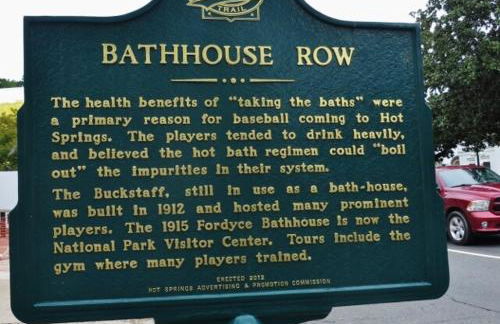 TRAIL
BATHHOUSE ROW
The health benefits of "taking the baths" were
a primary reason for baseball coming to Hot
Springs. The players tended to drink heavily,
and believed the hot bath regimen could "boil
out" the impurities in their system.
The Buckstaff, still in use as a bath-house,
was built in 1912 and hosted many prominent
players. The 1915 Fordyce Bathhouse is now the
National Park Visitor Center. Tours include the
gym where many players trained.
ERECTED 2012
HOT SPRINGS ADVERTISING & PROMOTION COMMISSION